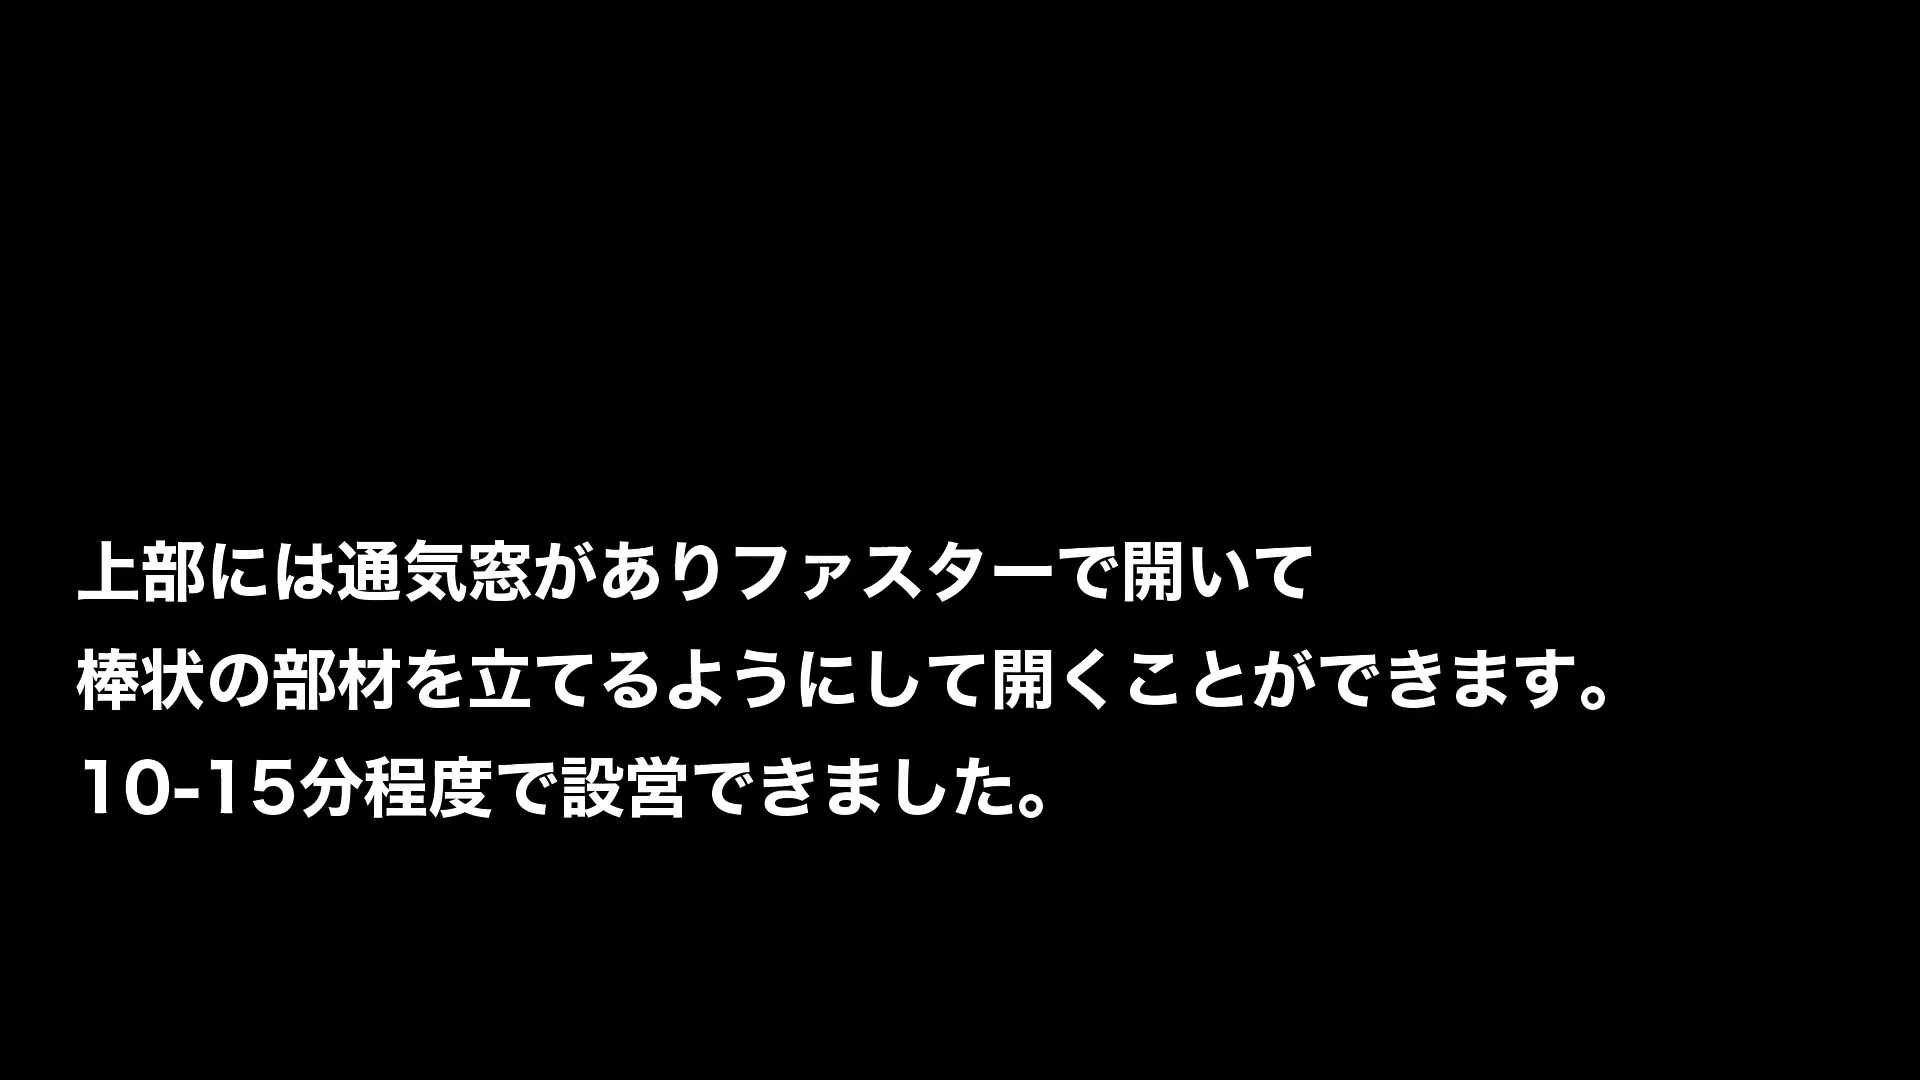 上部には通気窓がありファスターで開いて
棒状の部材を立てるようにして開くことができます。
10-15分程度で設営できました。